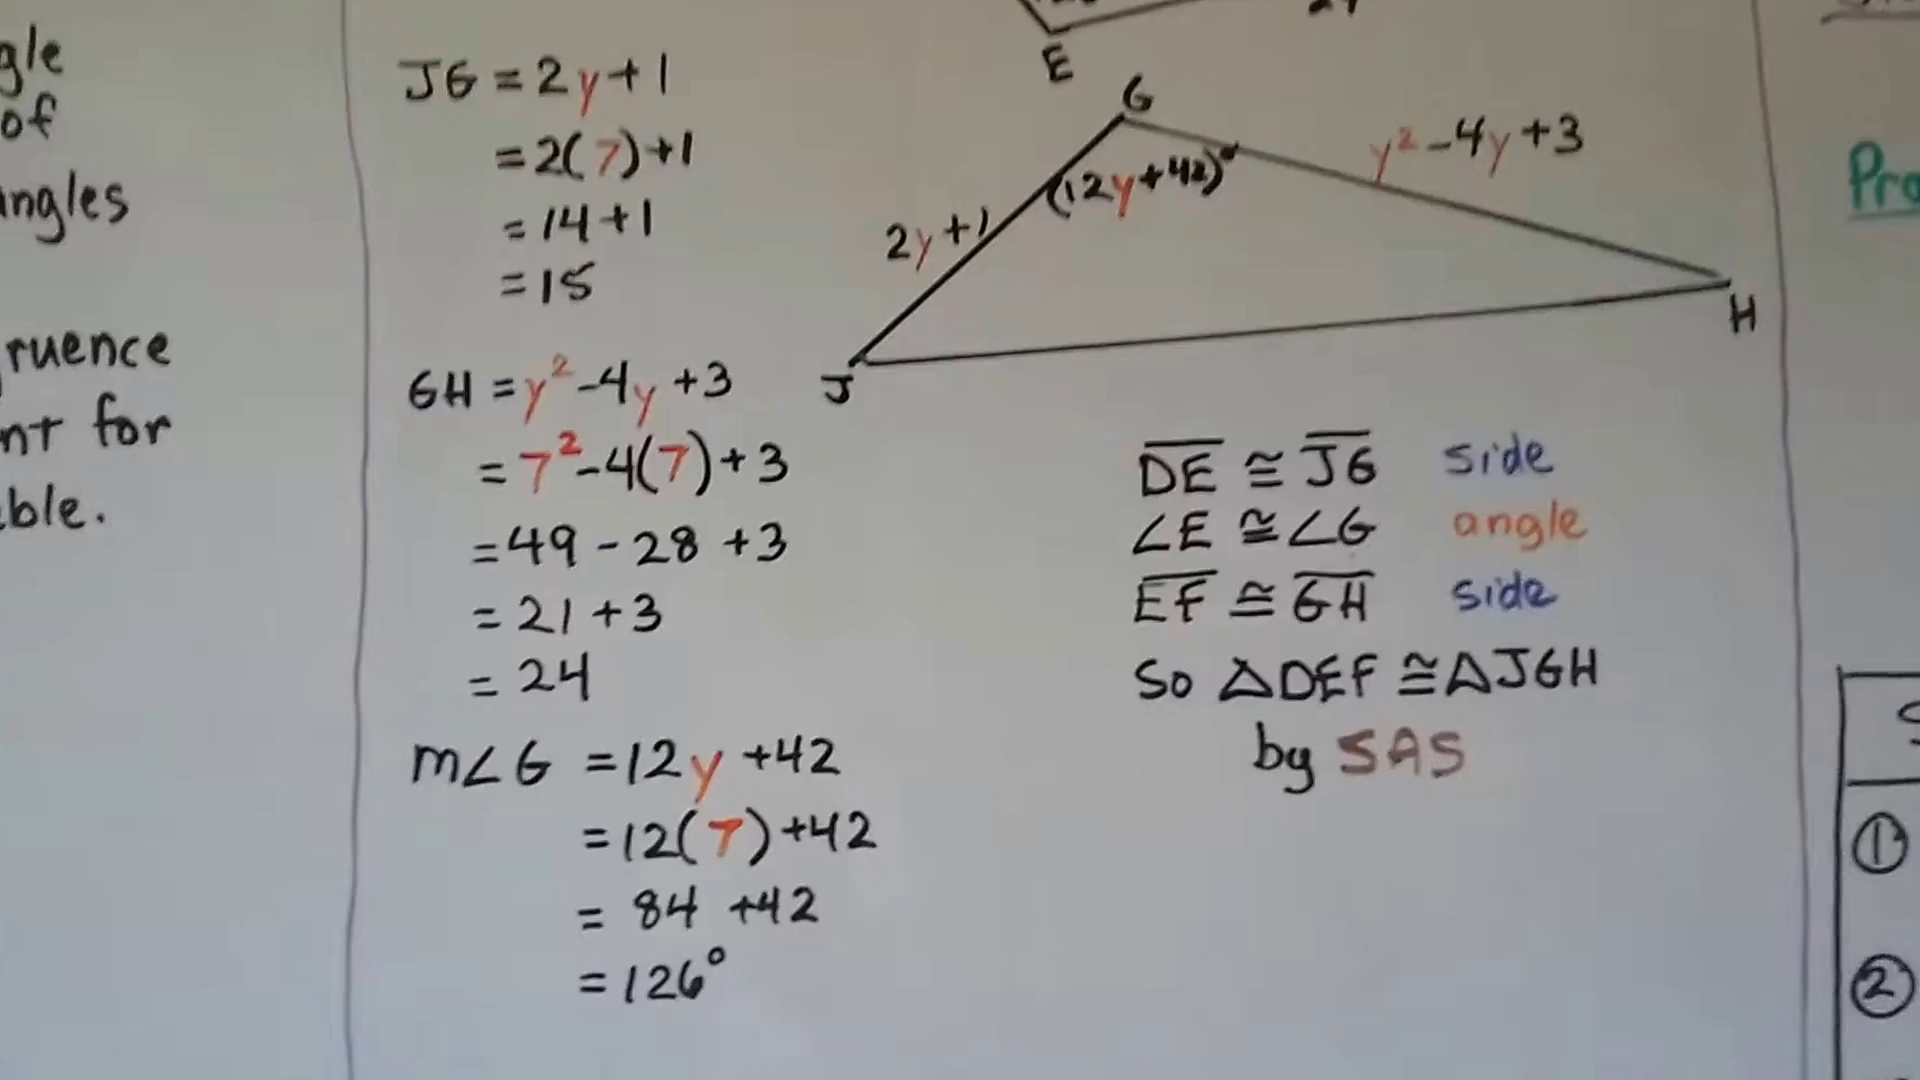 gle
of
angles
ruence
nt for
ble.
JG = 2y+1
= 2(7)+1
= 14+1
= 15
GH = y²-4y+3
= 7²-4(7)+3
= 49-28+3
= 21+3
= 24
m∠G = 12y+42
= 12(7)+42
= 84+42
= 126°
E
G
(12y+42)°
y²-4y+3
2y+1
J
H
DE ≅ JG side
∠E ≅ ∠G angle
EF ≅ GH side
So △DEF ≅ △JGH
by SAS
Pro
①
②